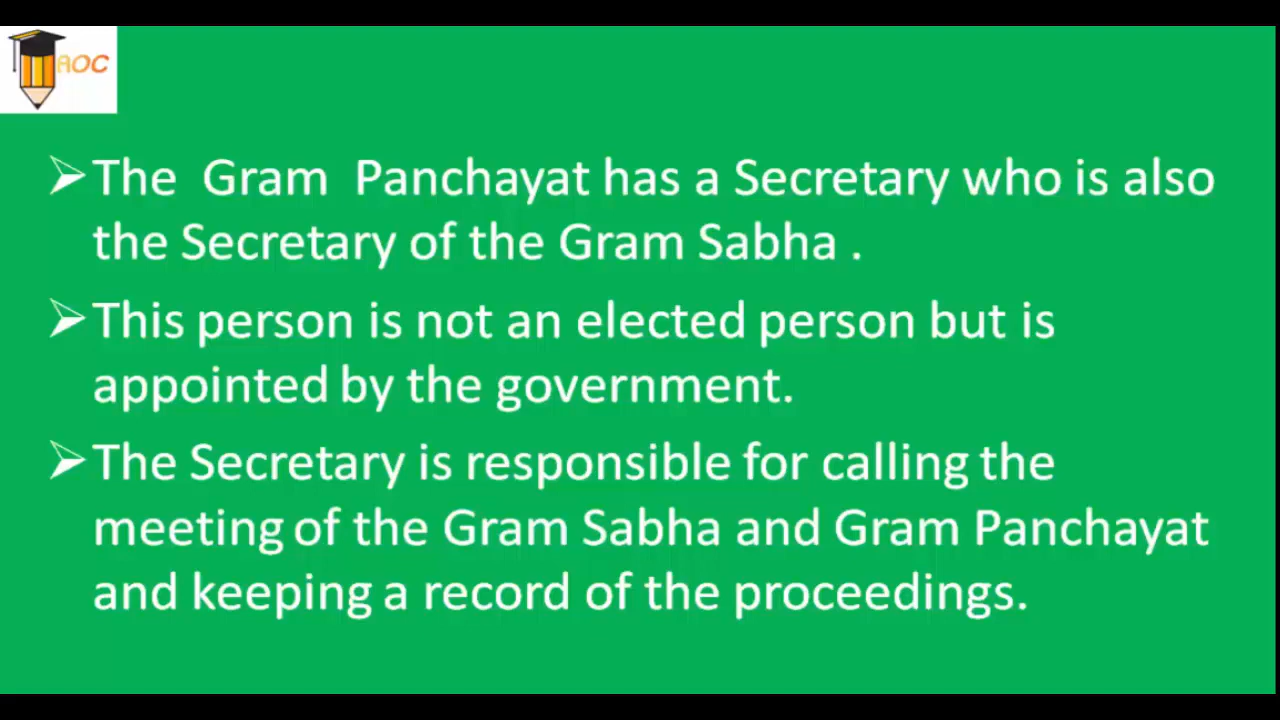 ROC
➢The Gram Panchayat has a Secretary who is also
the Secretary of the Gram Sabha .
➢This person is not an elected person but is
appointed by the government.
➢The Secretary is responsible for calling the
meeting of the Gram Sabha and Gram Panchayat
and keeping a record of the proceedings.